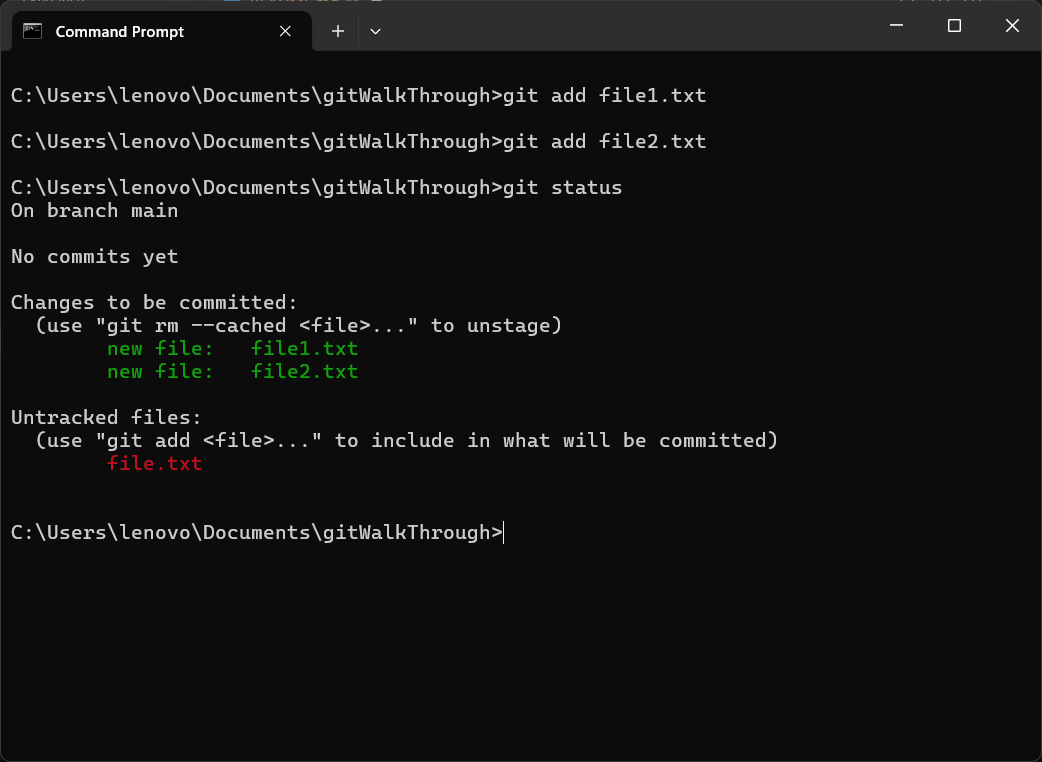 Command Prompt
C:\Users\lenovo\Documents\gitWalkThrough>git add file1.txt
C:\Users\lenovo\Documents\gitWalkThrough>git add file2.txt
C:\Users\lenovo\Documents\gitWalkThrough>git status
On branch main
No commits yet
Changes to be committed:
  (use "git rm --cached <file>..." to unstage)
        new file:   file1.txt
        new file:   file2.txt
Untracked files:
  (use "git add <file>..." to include in what will be committed)
        file.txt
C:\Users\lenovo\Documents\gitWalkThrough>